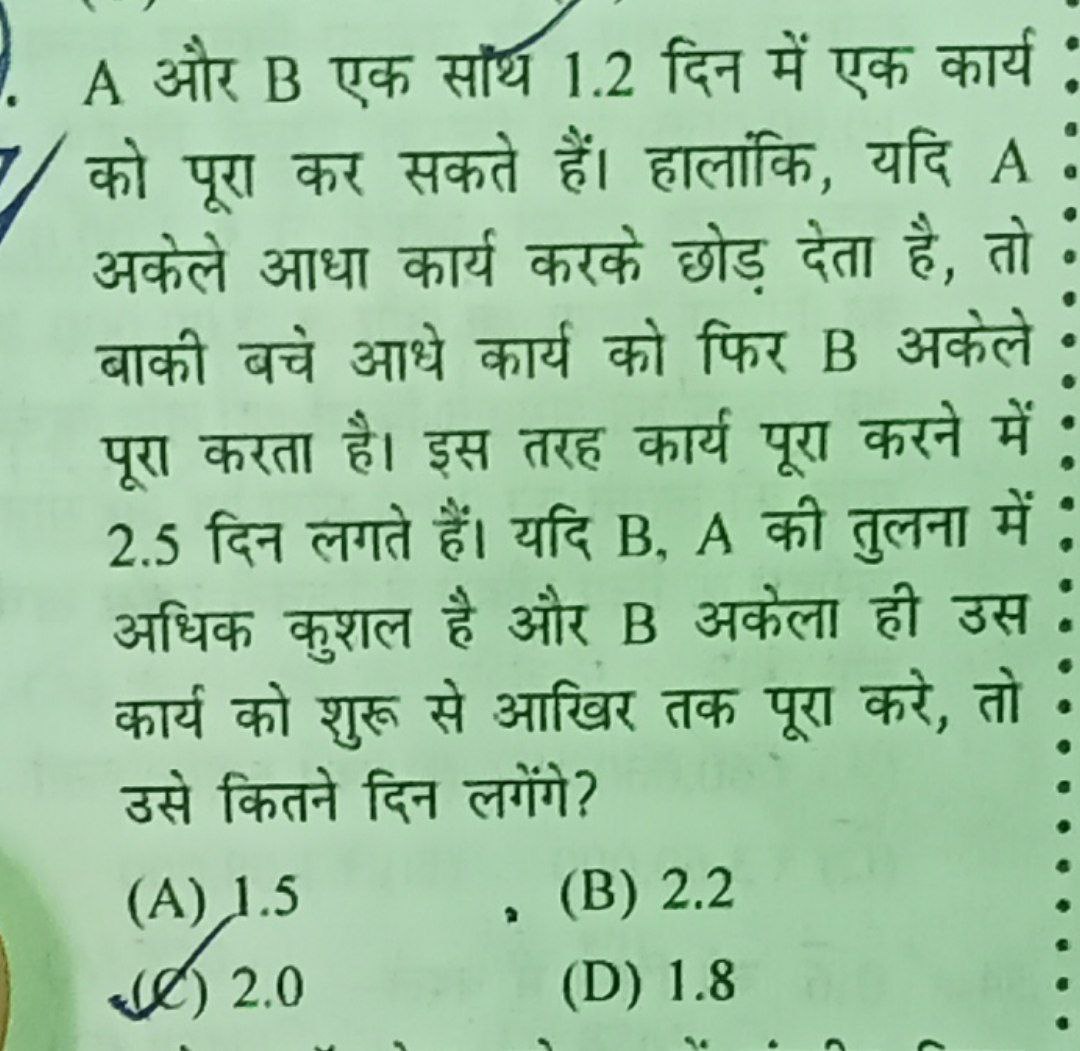 A और B एक साथ 1.2 दिन में एक कार्य
को पूरा कर सकते हैं। हालांकि, यदि A
अकेले आधा कार्य करके छोड़ देता है, तो
बाकी बचे आधे कार्य को फिर B अकेले
पूरा करता है। इस तरह कार्य पूरा करने में
2.5 दिन लगते हैं। यदि B, A की तुलना में
अधिक कुशल है और B अकेला ही उस
कार्य को शुरू से आखिर तक पूरा करे, तो
उसे कितने दिन लगेंगे?
(A) 1.5 (B) 2.2
(C) 2.0 (D) 1.8